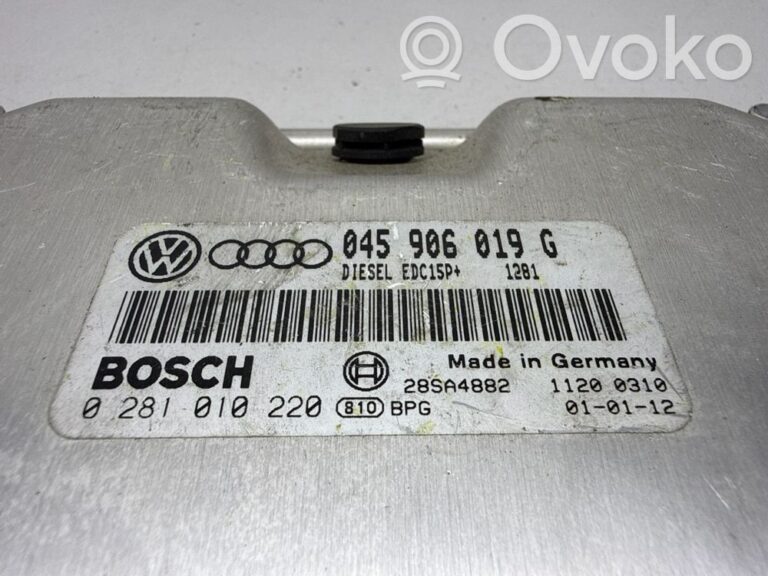 Ovoko
045 906 019 G
DIESEL EDC15P+ 1281
BOSCH Made in Germany
28SA4882 1120 0310
0 281 010 220 810 BPG 01-01-12